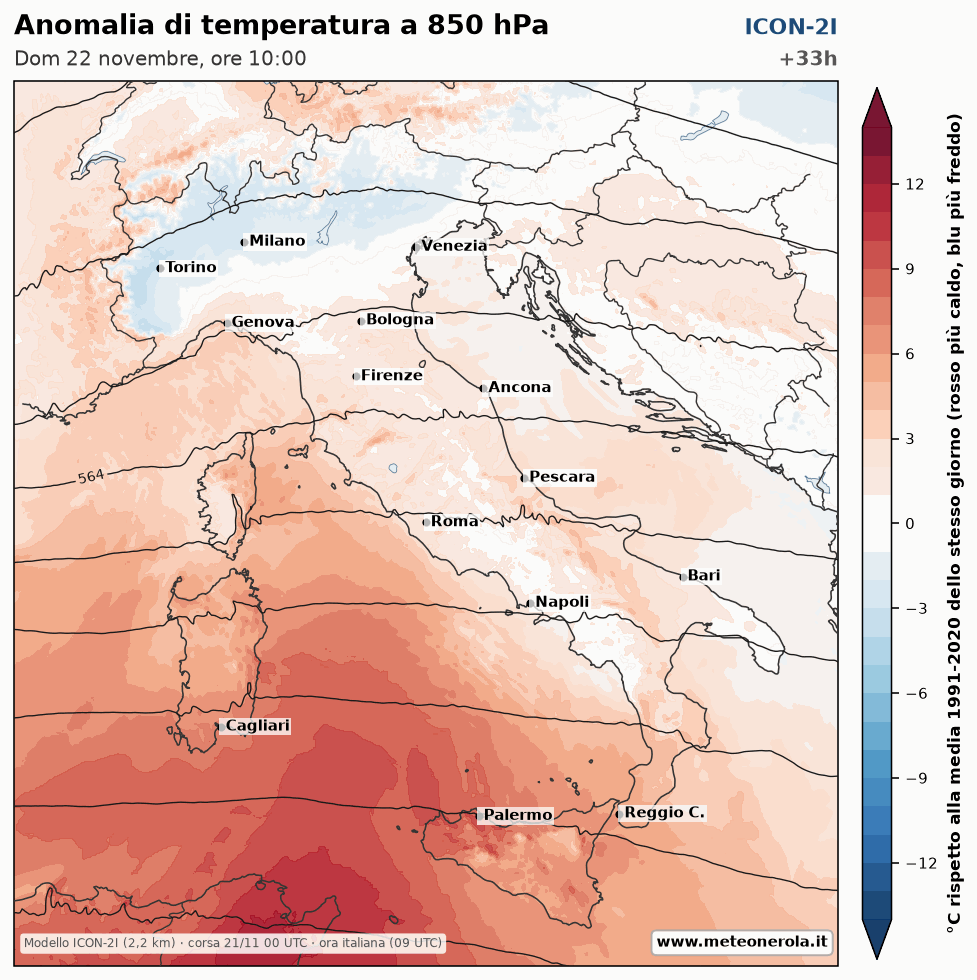 Anomalia di temperatura a 850 hPa
ICON-2I
Dom 22 novembre, ore 10:00
+33h
Milano
Venezia
Torino
Genova
Bologna
Firenze
Ancona
564
Pescara
Roma
Bari
Napoli
Cagliari
Palermo
Reggio C.
Modello ICON-2I (2,2 km) · corsa 21/11 00 UTC · ora italiana (09 UTC)
www.meteonerola.it
12
9
6
3
0
−3
−6
−9
−12
°C rispetto alla media 1991-2020 dello stesso giorno (rosso più caldo, blu più freddo)